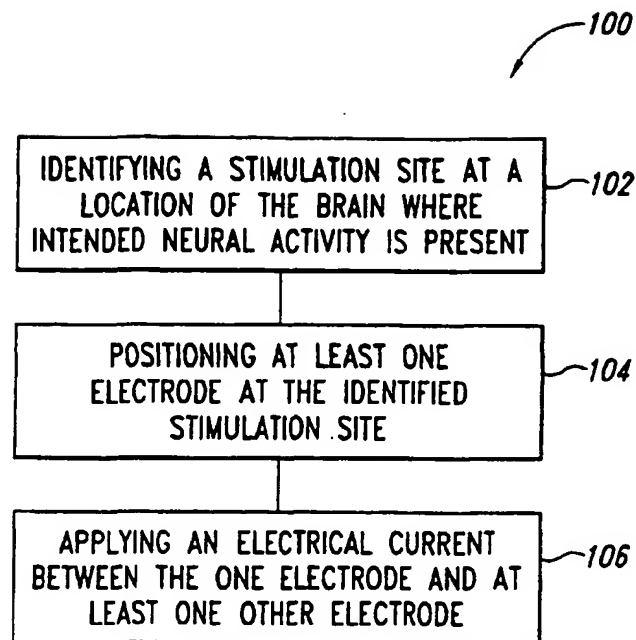 100
IDENTIFYING A STIMULATION SITE AT A
LOCATION OF THE BRAIN WHERE
INTENDED NEURAL ACTIVITY IS PRESENT
102
POSITIONING AT LEAST ONE
ELECTRODE AT THE IDENTIFIED
STIMULATION SITE
104
APPLYING AN ELECTRICAL CURRENT
BETWEEN THE ONE ELECTRODE AND AT
LEAST ONE OTHER ELECTRODE
106